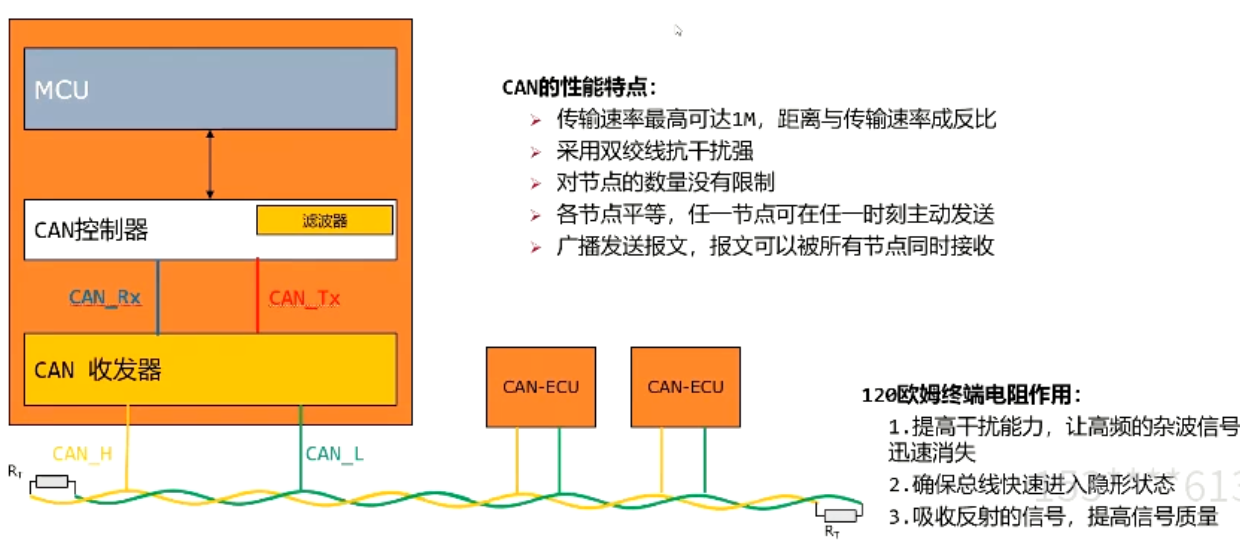 MCU
CAN控制器
滤波器
CAN_Rx
CAN_Tx
CAN 收发器
CAN_H
CAN_L
RT
CAN-ECU
CAN-ECU
RT
CAN的性能特点:
传输速率最高可达1M, 距离与传输速率成反比
采用双绞线抗干扰强
对节点的数量没有限制
各节点平等, 任一节点可在任一时刻主动发送
广播发送报文, 报文可以被所有节点同时接收
120欧姆终端电阻作用:
1.提高干扰能力, 让高频的杂波信号
迅速消失
2.确保总线快速进入隐形状态
3.吸收反射的信号, 提高信号质量